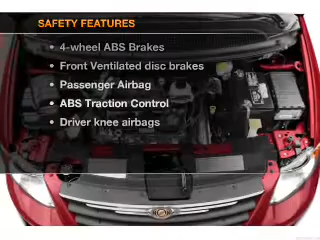 SAFETY FEATURES
• 4-wheel ABS Brakes
• Front Ventilated disc brakes
• Passenger Airbag
• ABS Traction Control
• Driver knee airbags